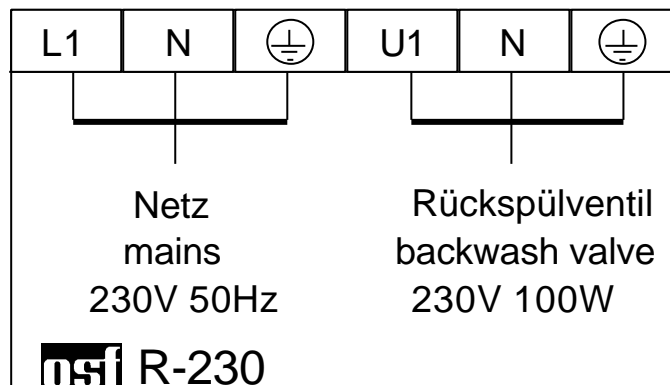 L1 N ⏚ U1 N ⏚
Netz
mains
230V 50Hz
Rückspülventil
backwash valve
230V 100W
osf R-230